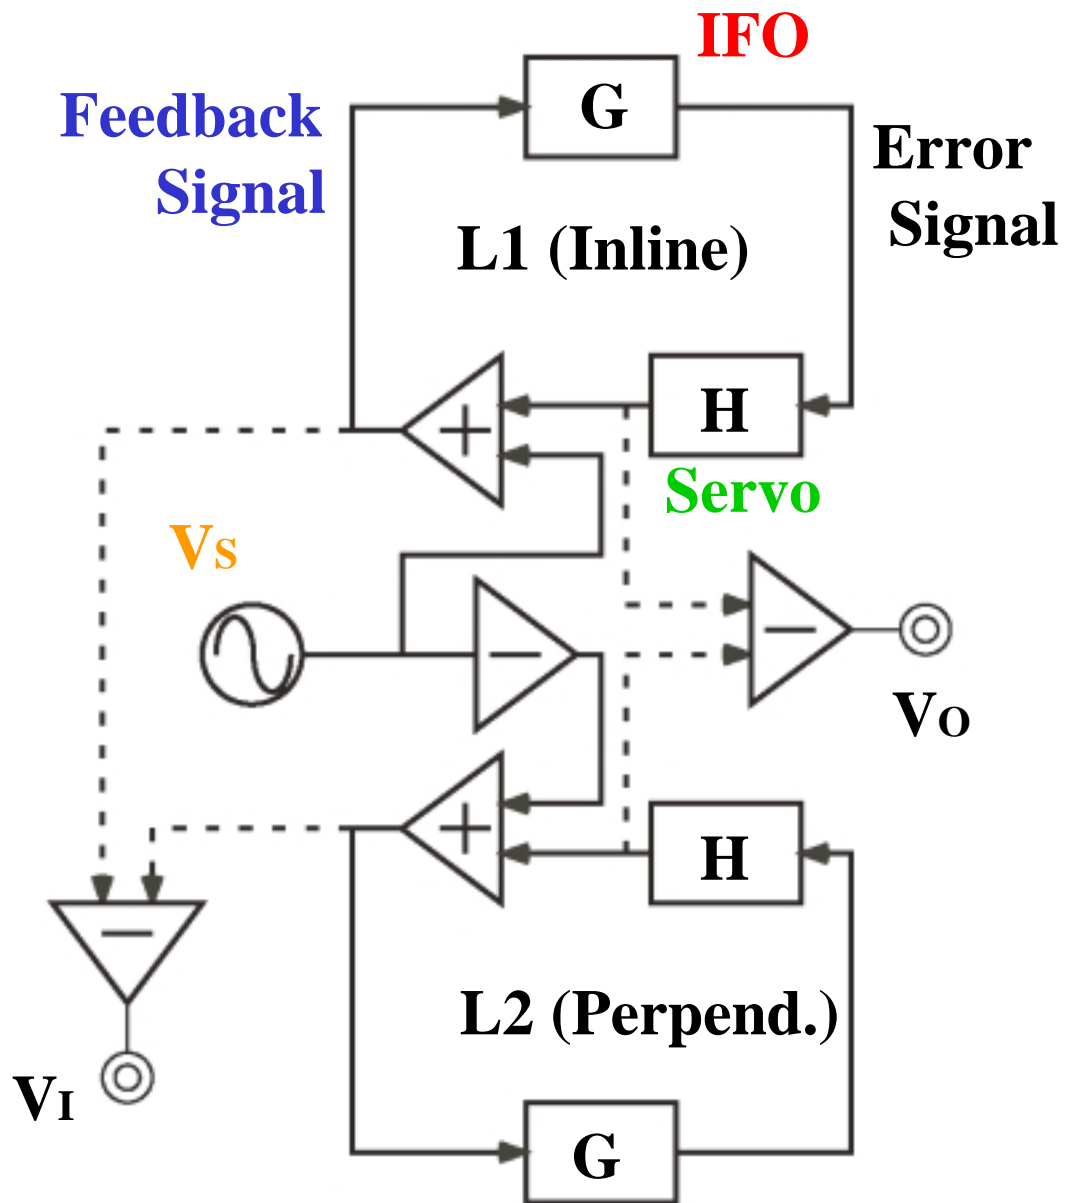 IFO
G
Feedback
Signal
Error
Signal
L1 (Inline)
H
+
Servo
VS
−
−
VO
+
H
−
L2 (Perpend.)
VI
G